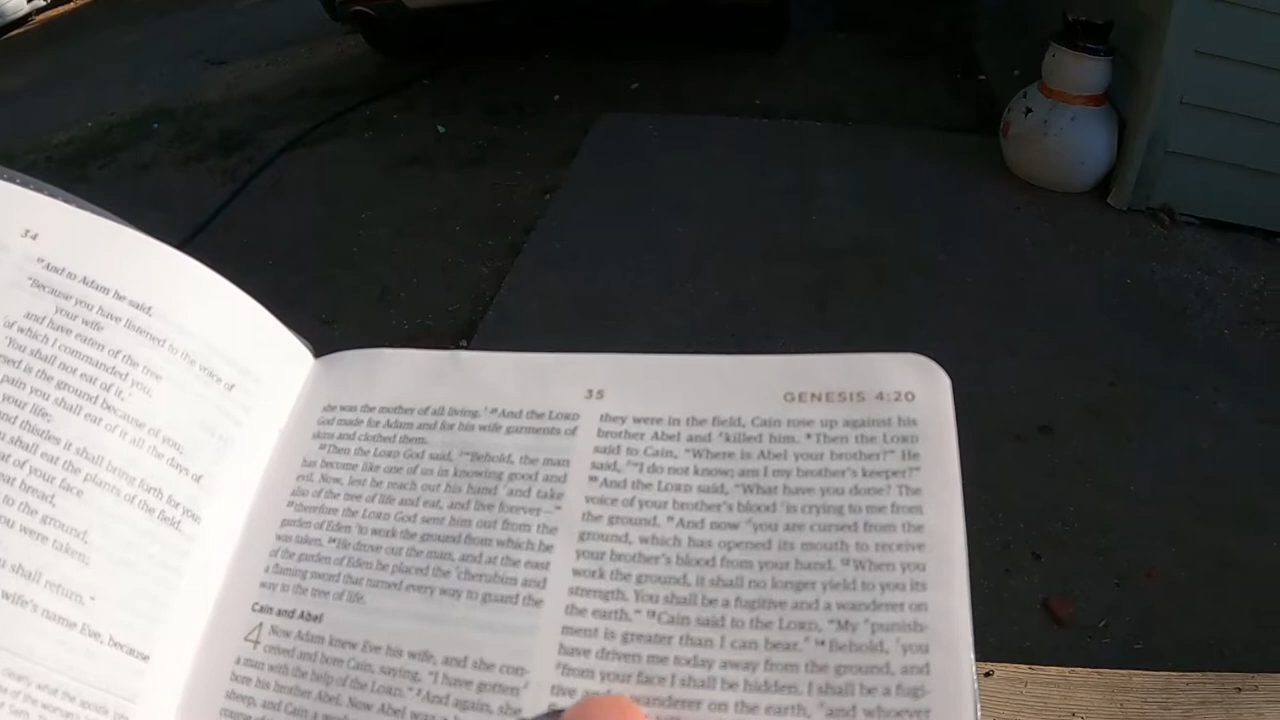 34
17And to Adam he said,
"Because you have listened to the voice of
your wife
and have eaten of the tree
of which I commanded you,
'You shall not eat of it,'
is the ground because of you;
pain you shall eat of it all the days of
your life;
and thistles it shall bring forth for you;
shall eat the plants of the field.
of your face
eat bread,
to the ground,
you were taken;
shall return."
wife's name Eve, because
35
GENESIS 4:20
she was the mother of all living. 21And the LORD
God made for Adam and for his wife garments of
skins and clothed them.
22Then the LORD God said, "Behold, the man
has become like one of us in knowing good and
evil. Now, lest he reach out his hand and take
also of the tree of life and eat, and live forever—"
23therefore the LORD God sent him out from the
garden of Eden to work the ground from which he
was taken. 24He drove out the man, and at the east
of the garden of Eden he placed the cherubim and
a flaming sword that turned every way to guard the
way to the tree of life.
Cain and Abel
4 Now Adam knew Eve his wife, and she con-
ceived and bore Cain, saying, "I have gotten
a man with the help of the LORD." 2And again, she
bore his brother Abel. Now Abel was a
sheep, and Cain a
they were in the field, Cain rose up against his
brother Abel and killed him. 9Then the LORD
said to Cain, "Where is Abel your brother?" He
said, "I do not know; am I my brother's keeper?"
10And the LORD said, "What have you done? The
voice of your brother's blood is crying to me from
the ground. 11And now you are cursed from the
ground, which has opened its mouth to receive
your brother's blood from your hand. 12When you
work the ground, it shall no longer yield to you its
strength. You shall be a fugitive and a wanderer on
the earth." 13Cain said to the LORD, "My punish-
ment is greater than I can bear. 14Behold, you
have driven me today away from the ground, and
from your face I shall be hidden. I shall be a fugi-
tive and wanderer on the earth, and whoever